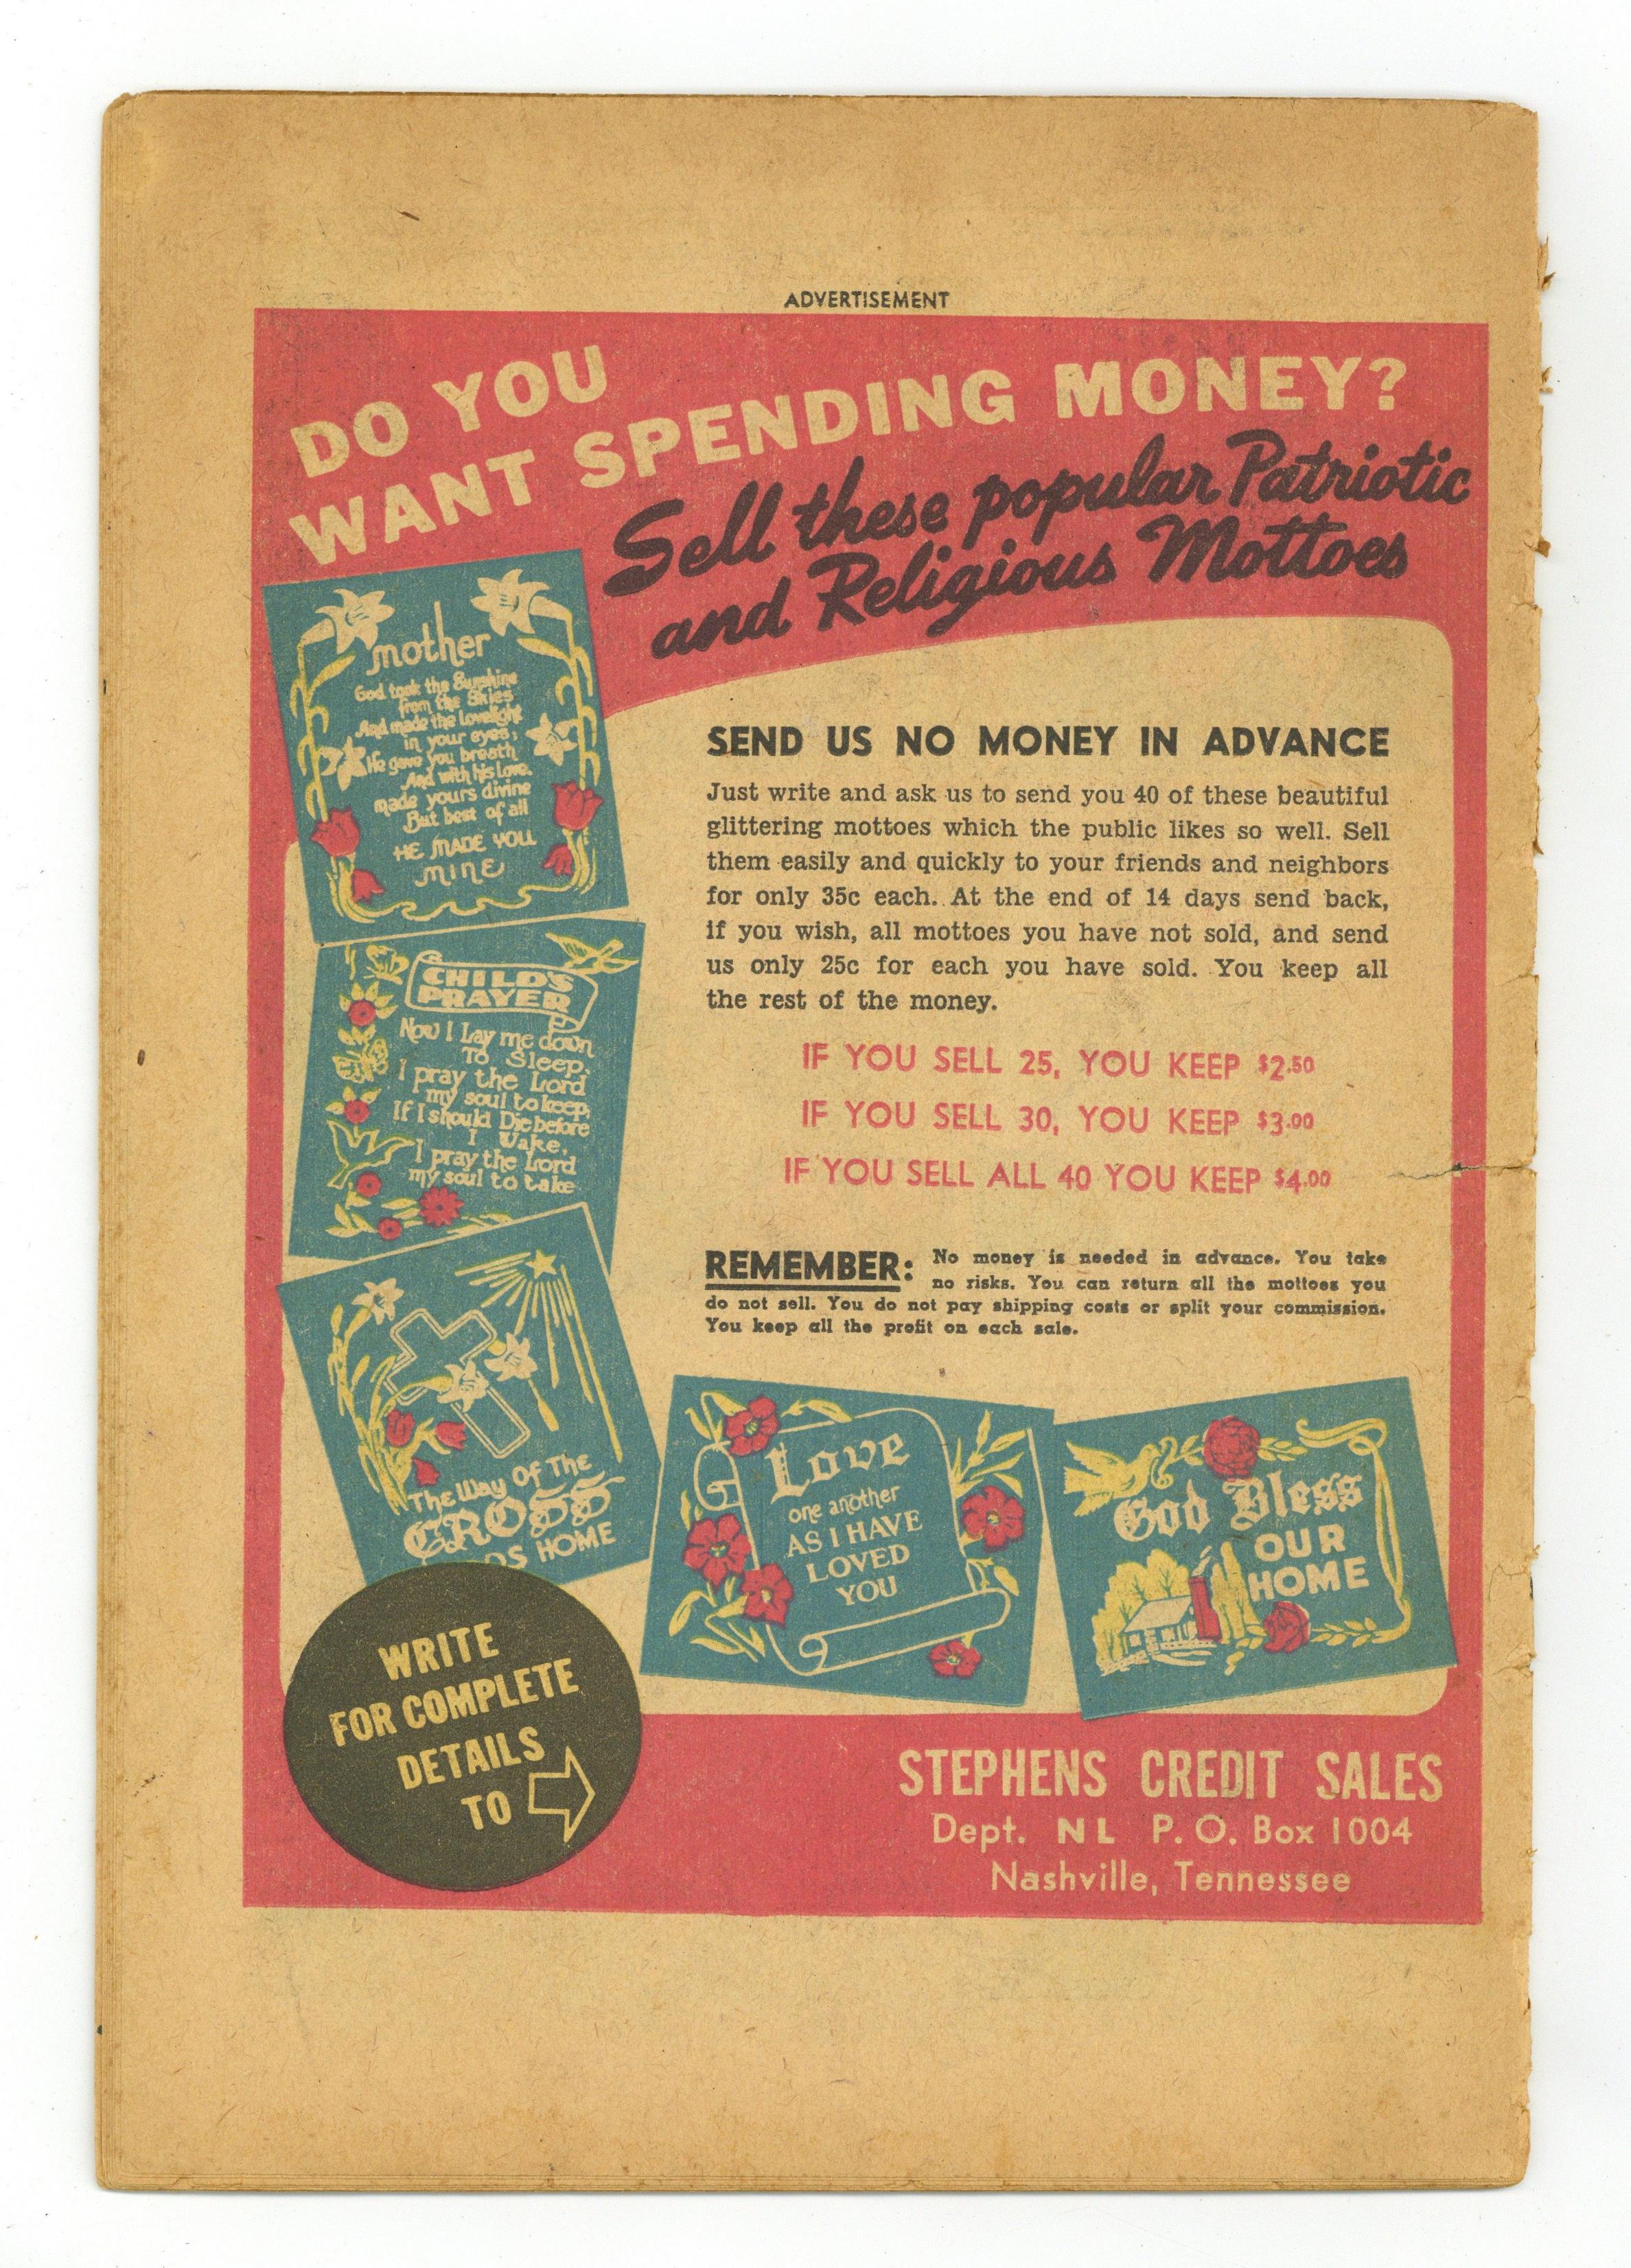 ADVERTISEMENT
DO YOU
WANT SPENDING MONEY?
Sell these popular Patriotic
and Religious Mottoes
mother
God took the Sunshine
from the Skies
And made the Lovelight
in your eyes;
He gave you breath
And with his Love.
made yours divine
But best of all
HE MADE YOU
MINE
CHILD'S
PRAYER
Now I Lay me down
To Sleep.
I pray the Lord
my soul to keep,
If I should Die before
I Wake,
I pray the Lord
my soul to take
The Way Of The
CROSS
DS HOME
SEND US NO MONEY IN ADVANCE
Just write and ask us to send you 40 of these beautiful
glittering mottoes which the public likes so well. Sell
them easily and quickly to your friends and neighbors
for only 35c each. At the end of 14 days send back,
if you wish, all mottoes you have not sold, and send
us only 25c for each you have sold. You keep all
the rest of the money.
IF YOU SELL 25, YOU KEEP $2.50
IF YOU SELL 30, YOU KEEP $3.00
IF YOU SELL ALL 40 YOU KEEP $4.00
REMEMBER: No money is needed in advance. You take
no risks. You can return all the mottoes you
do not sell. You do not pay shipping costs or split your commission.
You keep all the profit on each sale.
Love
one another
AS I HAVE
LOVED
YOU
God Bless
OUR
HOME
WRITE
FOR COMPLETE
DETAILS
TO
STEPHENS CREDIT SALES
Dept. NL P. O. Box 1004
Nashville, Tennessee